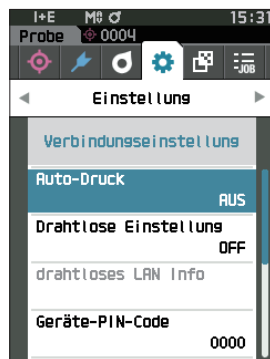 I+E M ♂ 15:31
Probe 0004
JOB
Einstellung
Verbindungseinstellung
Auto-Druck
AUS
Drahtlose Einstellung
OFF
drahtloses LAN Info
Geräte-PIN-Code
0000